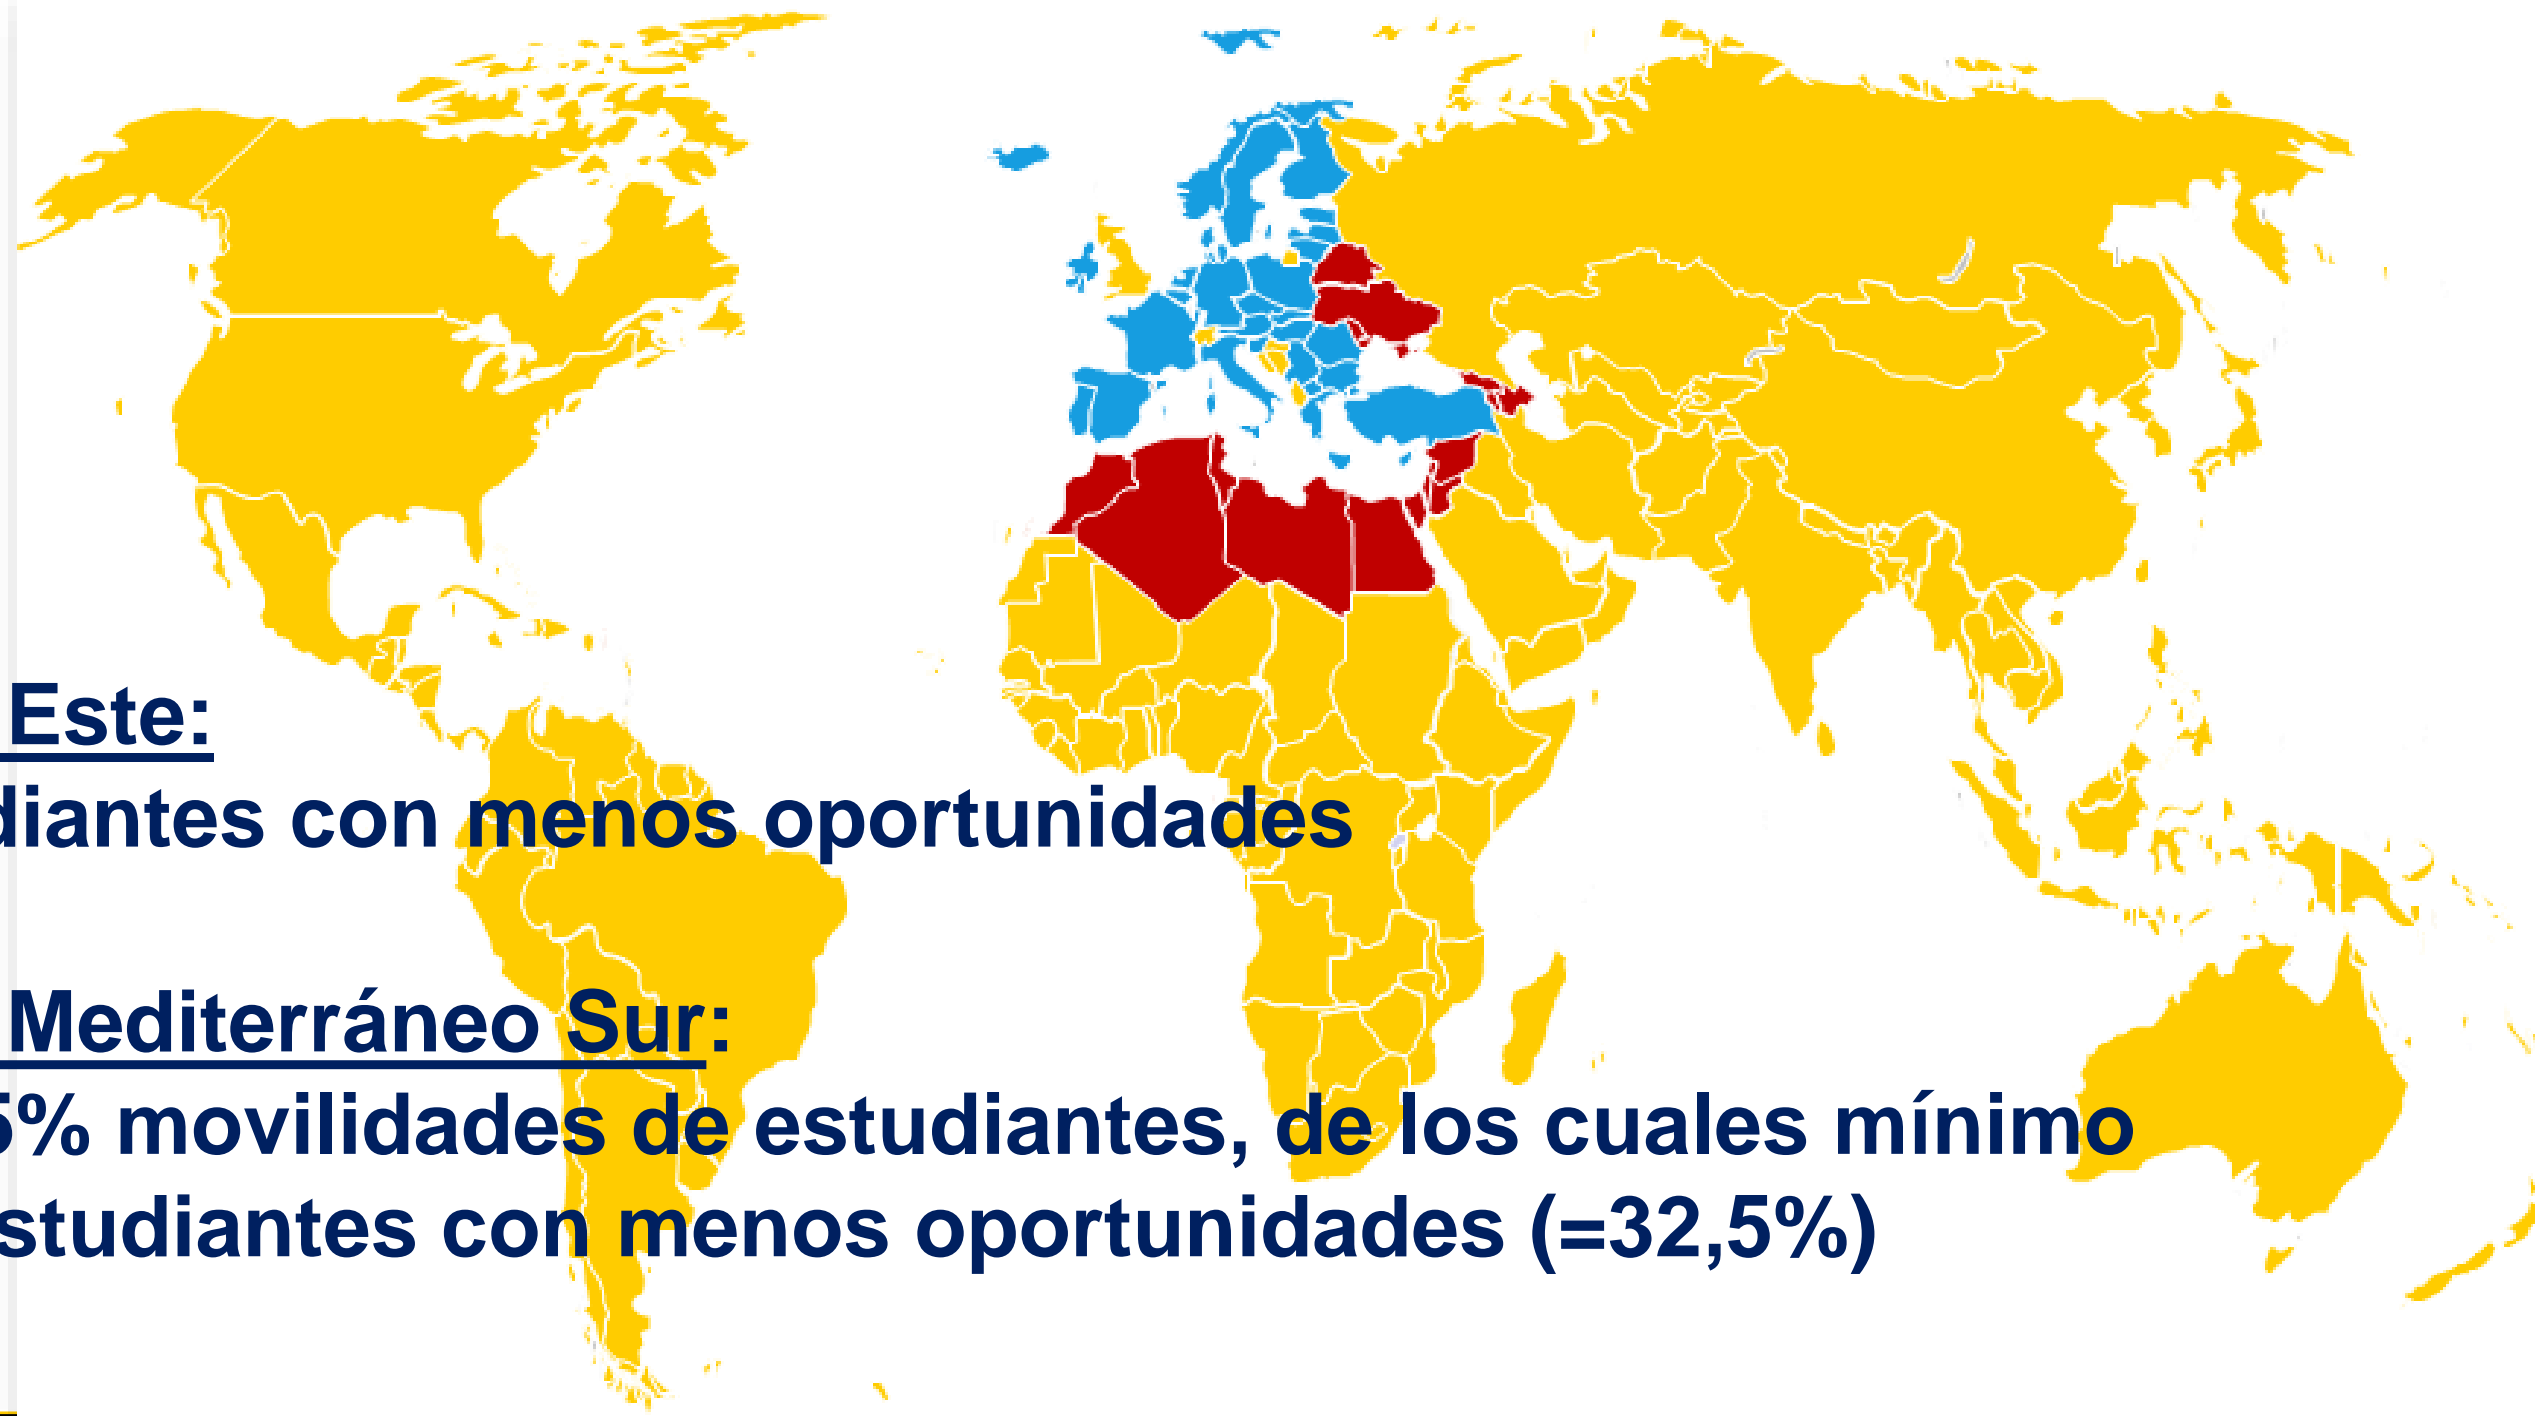 Este:
diantes con menos oportunidades
Mediterráneo Sur:
5% movilidades de estudiantes, de los cuales mínimo
studiantes con menos oportunidades (=32,5%)